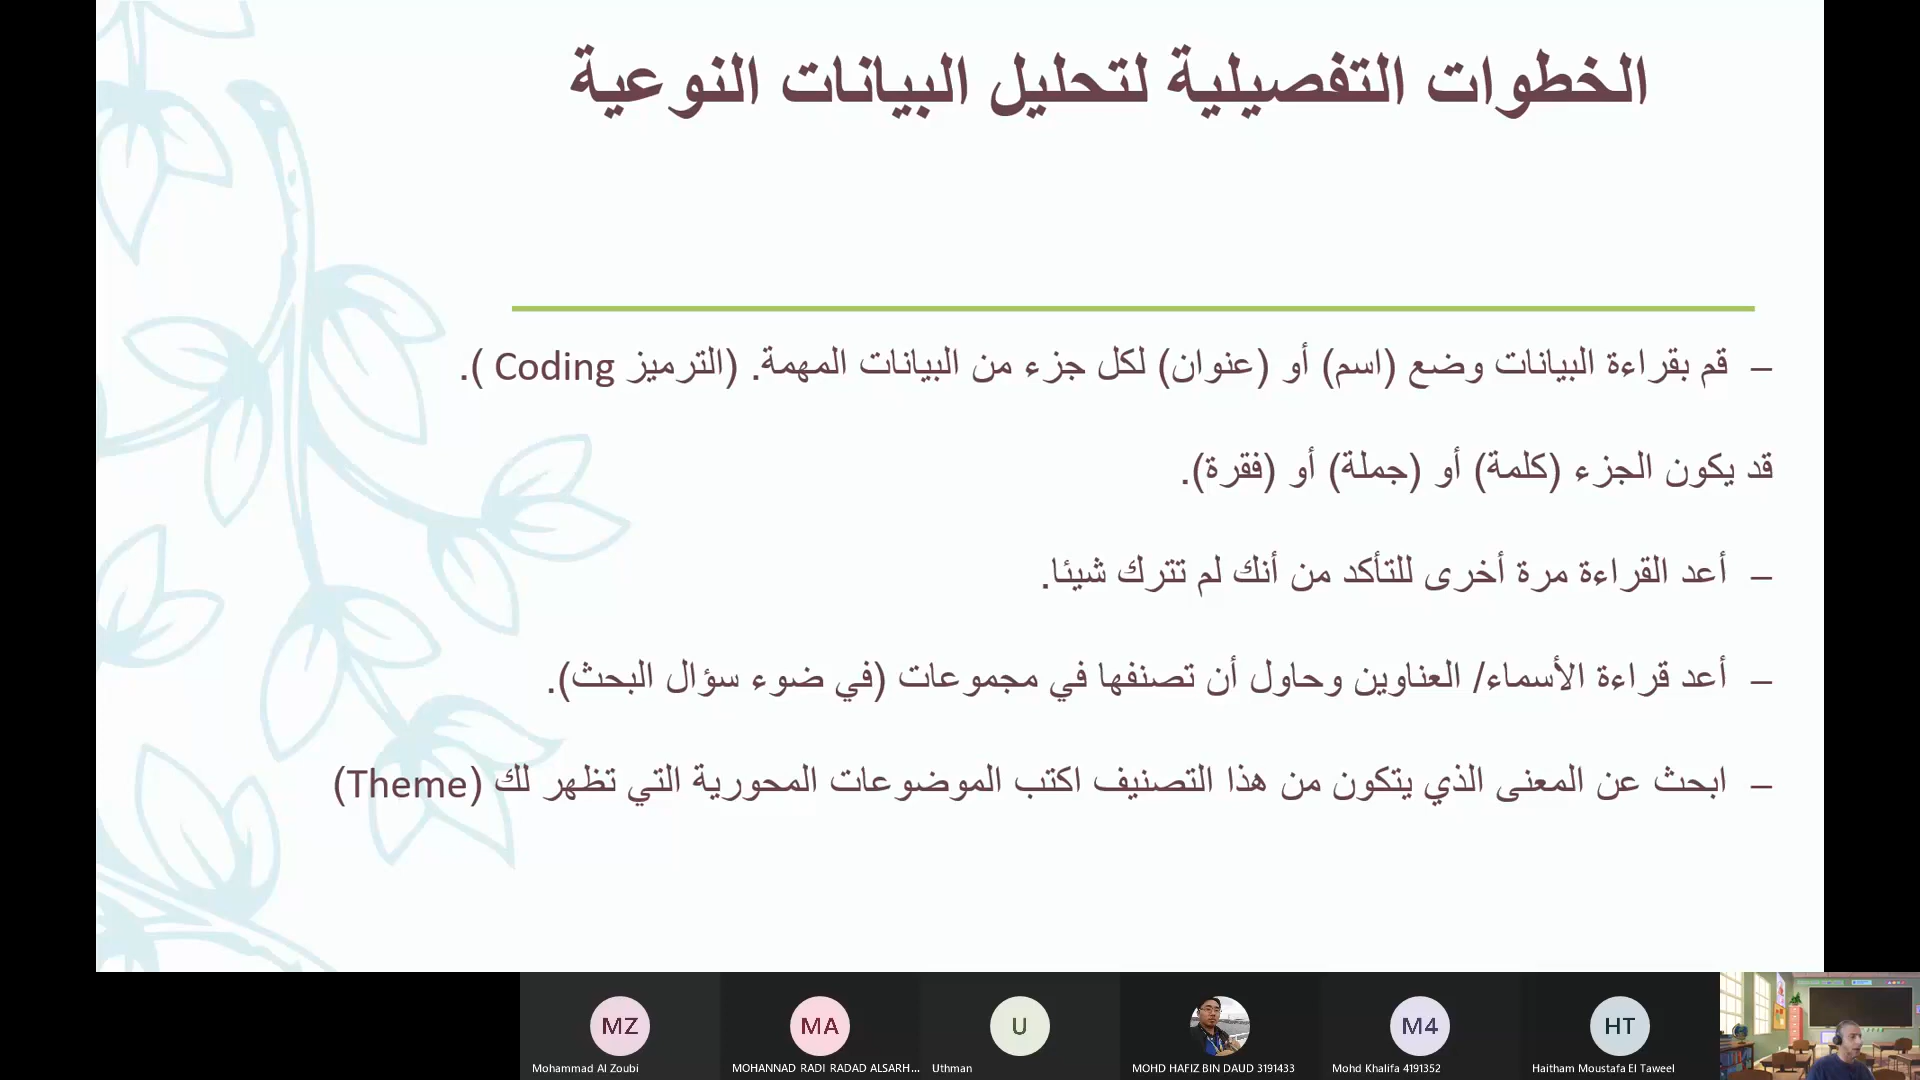 الخطوات التفصيلية لتحليل البيانات النوعية
– قم بقراءة البيانات وضع (اسم) أو (عنوان) لكل جزء من البيانات المهمة. (الترميز Coding ).
قد يكون الجزء (كلمة) أو (جملة) أو (فقرة).
– أعد القراءة مرة أخرى للتأكد من أنك لم تترك شيئا.
– أعد قراءة الأسماء/ العناوين وحاول أن تصنفها في مجموعات (في ضوء سؤال البحث).
– ابحث عن المعنى الذي يتكون من هذا التصنيف اكتب الموضوعات المحورية التي تظهر لك (Theme)
MZ MA U M4 HT
Mohammad Al Zoubi MOHANNAD RADI RADAD ALSARH... Uthman MOHD HAFIZ BIN DAUD 3191433 Mohd Khalifa 4191352 Haitham Moustafa El Taweel